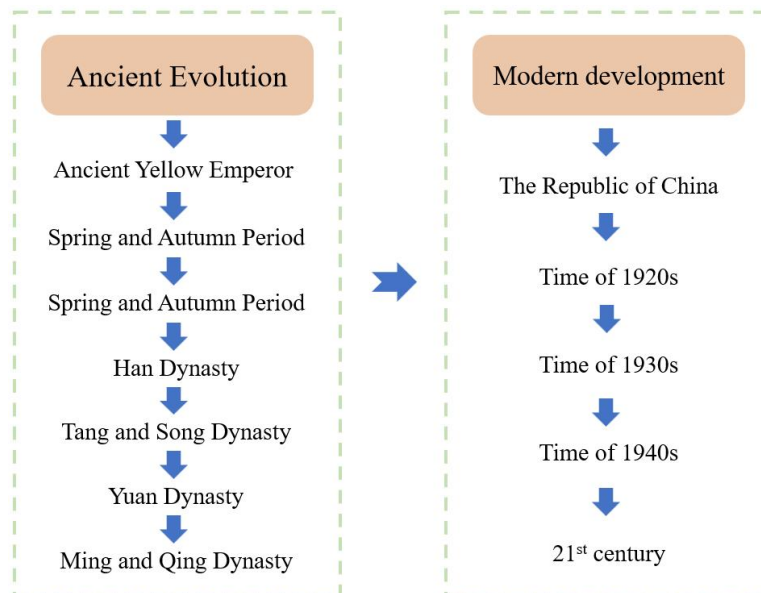 Ancient Evolution
Ancient Yellow Emperor
Spring and Autumn Period
Spring and Autumn Period
Han Dynasty
Tang and Song Dynasty
Yuan Dynasty
Ming and Qing Dynasty
Modern development
The Republic of China
Time of 1920s
Time of 1930s
Time of 1940s
21st century